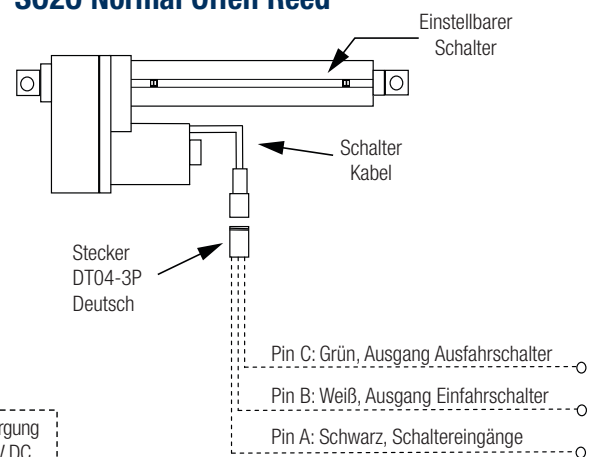 Normal Offen Reed
Einstellbarer
Schalter
Schalter
Kabel
Stecker
DT04-3P
Deutsch
Pin C: Grün, Ausgang Ausfahrschalter
Pin B: Weiß, Ausgang Einfahrschalter
Pin A: Schwarz, Schaltereingänge
DC